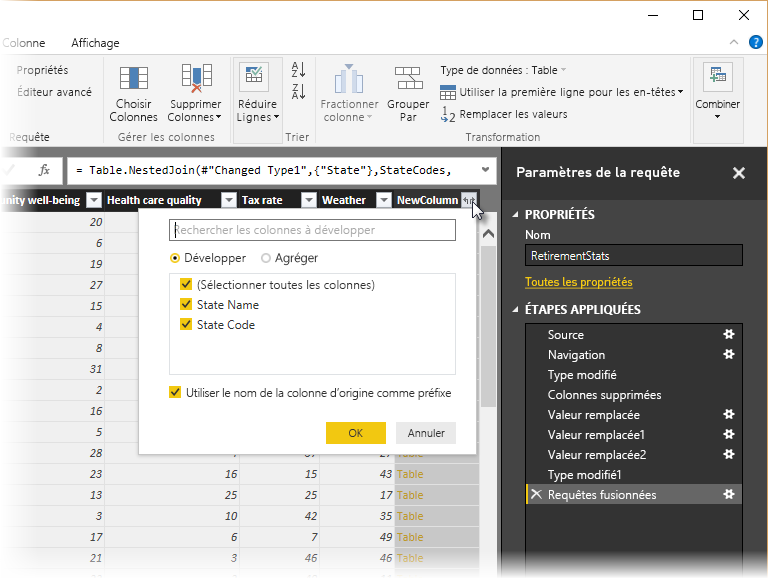 Colonne Affichage
Propriétés
Éditeur avancé
Requête
Choisir Colonnes
Supprimer Colonnes
Gérer les colonnes
Réduire Lignes
A Z
Z A
Trier
Fractionner colonne
Grouper Par
Type de données : Table
Utiliser la première ligne pour les en-têtes
1 2 Remplacer les valeurs
Transformation
Combiner
fx = Table.NestedJoin(#"Changed Type1",{"State"},StateCodes,
nity well-being Health care quality Tax rate Weather NewColumn
20
6
19
27
15
4
8
31
2
16
5
28
23 16 15 43 Table
13 25 25 17 Table
3 10 42 35 Table
17 6 7 49 Table
21 3 46 46 Table
Rechercher les colonnes à développer
Développer Agréger
(Sélectionner toutes les colonnes)
State Name
State Code
Utiliser le nom de la colonne d'origine comme préfixe
OK Annuler
Paramètres de la requête
PROPRIÉTÉS
Nom
RetirementStats
Toutes les propriétés
ÉTAPES APPLIQUÉES
Source
Navigation
Type modifié
Colonnes supprimées
Valeur remplacée
Valeur remplacée1
Valeur remplacée2
Type modifié1
Requêtes fusionnées